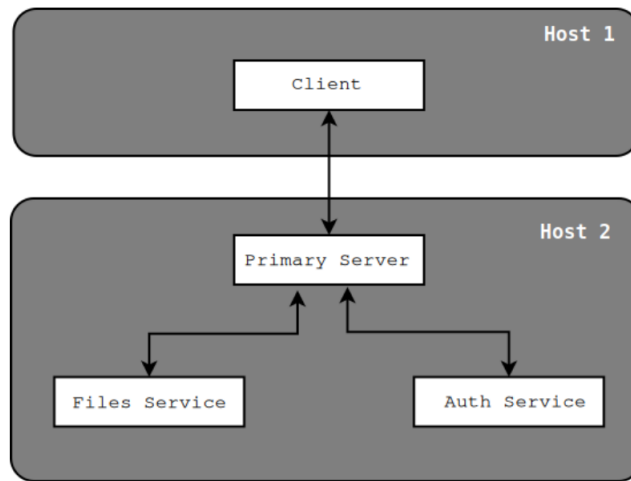 Host 1
Client
Host 2
Primary Server
Files Service
Auth Service